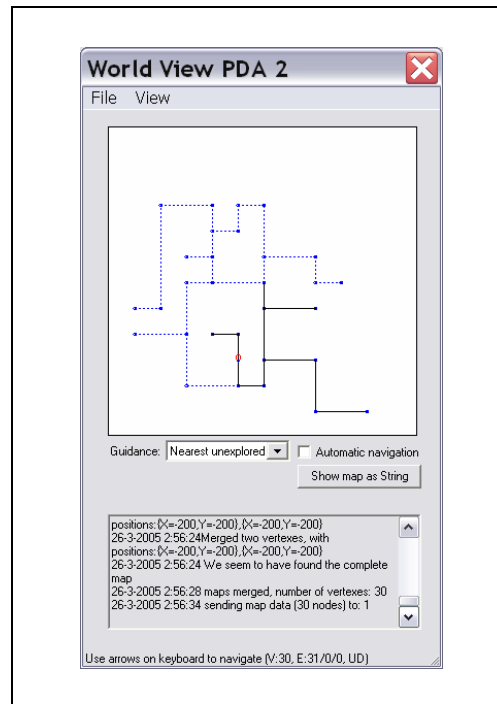 World View PDA 2
File View
Guidance: Nearest unexplored Automatic navigation
Show map as String
positions:{X=-200,Y=-200},{X=-200,Y=-200}
26-3-2005 2:56:24Merged two vertexes, with
positions:{X=-200,Y=-200},{X=-200,Y=-200}
26-3-2005 2:56:24 We seem to have found the complete
map
26-3-2005 2:56:28 maps merged, number of vertexes: 30
26-3-2005 2:56:34 sending map data (30 nodes) to: 1
Use arrows on keyboard to navigate (V:30, E:31/0/0, UD)